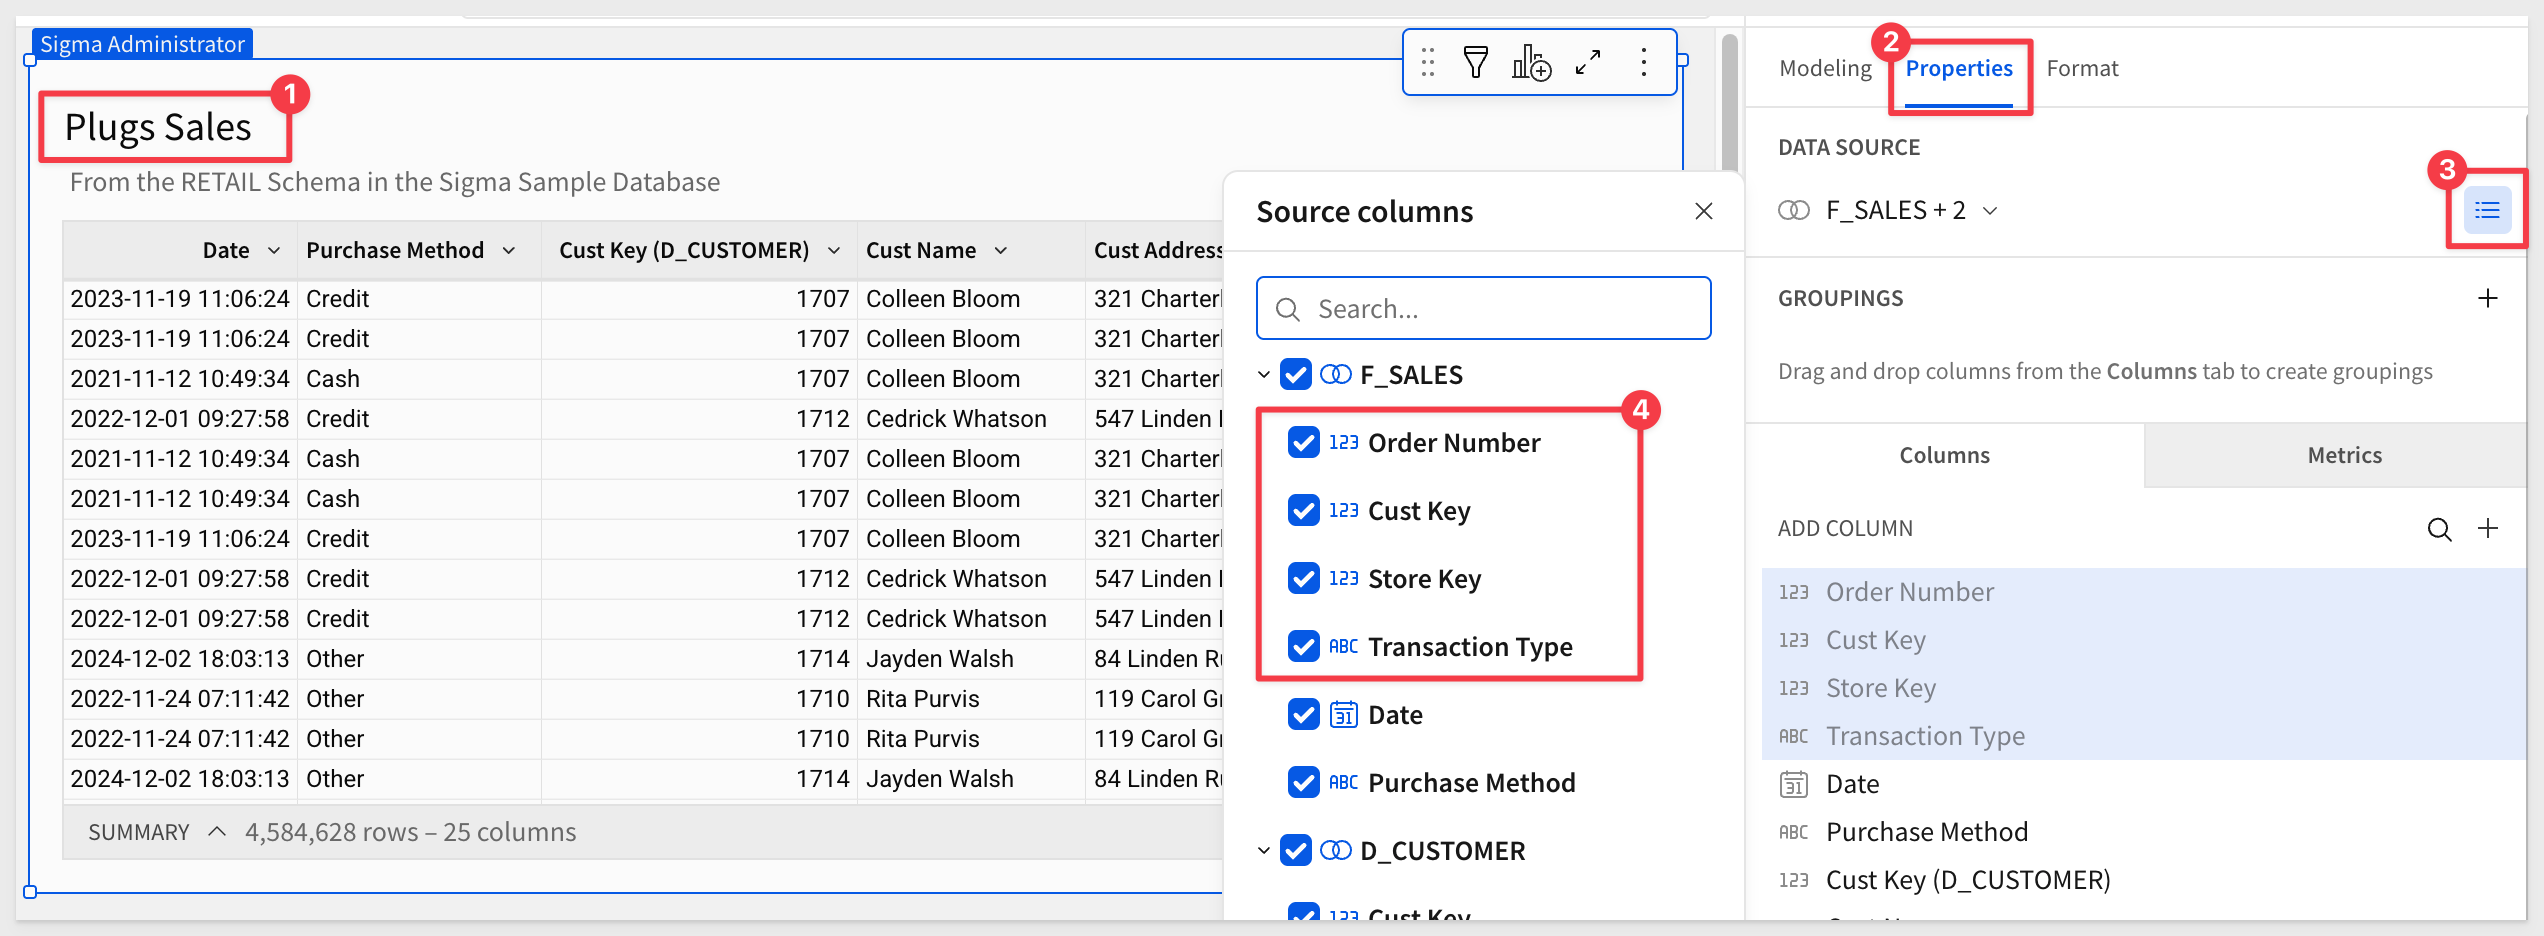 Sigma Administrator
1
Plugs Sales
From the RETAIL Schema in the Sigma Sample Database
Date Purchase Method Cust Key (D_CUSTOMER) Cust Name Cust Address
2023-11-19 11:06:24 Credit 1707 Colleen Bloom 321 Charter
2023-11-19 11:06:24 Credit 1707 Colleen Bloom 321 Charter
2021-11-12 10:49:34 Cash 1707 Colleen Bloom 321 Charter
2022-12-01 09:27:58 Credit 1712 Cedrick Whatson 547 Linden
2021-11-12 10:49:34 Cash 1707 Colleen Bloom 321 Charter
2021-11-12 10:49:34 Cash 1707 Colleen Bloom 321 Charter
2023-11-19 11:06:24 Credit 1707 Colleen Bloom 321 Charter
2022-12-01 09:27:58 Credit 1712 Cedrick Whatson 547 Linden
2022-12-01 09:27:58 Credit 1712 Cedrick Whatson 547 Linden
2024-12-02 18:03:13 Other 1714 Jayden Walsh 84 Linden
2022-11-24 07:11:42 Other 1710 Rita Purvis 119 Carol
2022-11-24 07:11:42 Other 1710 Rita Purvis 119 Carol
2024-12-02 18:03:13 Other 1714 Jayden Walsh 84 Linden
SUMMARY 4,584,628 rows – 25 columns
Source columns
Search...
F_SALES
4
123 Order Number
123 Cust Key
123 Store Key
ABC Transaction Type
31 Date
ABC Purchase Method
D_CUSTOMER
123 Cust Key
2
Modeling Properties Format
DATA SOURCE
3
F_SALES + 2
GROUPINGS
Drag and drop columns from the Columns tab to create groupings
Columns Metrics
ADD COLUMN
123 Order Number
123 Cust Key
123 Store Key
ABC Transaction Type
31 Date
ABC Purchase Method
123 Cust Key (D_CUSTOMER)